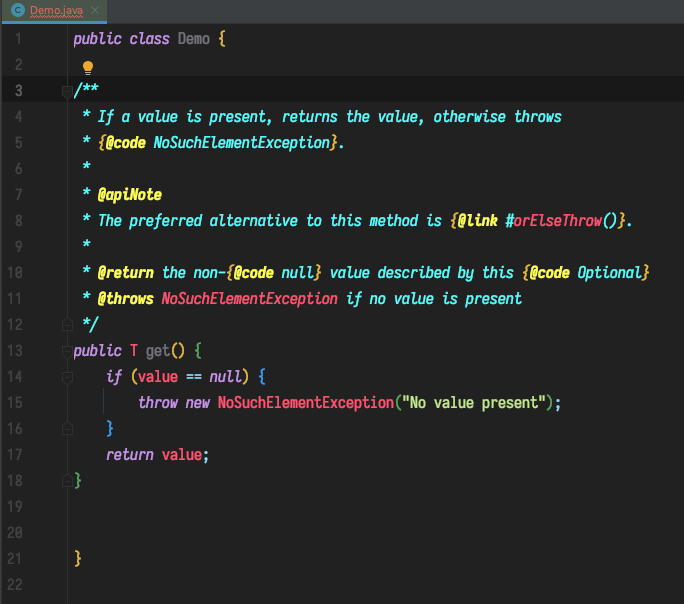 Demo.java
1 public class Demo {
2
3 /**
4  * If a value is present, returns the value, otherwise throws
5  * {@code NoSuchElementException}.
6  *
7  * @apiNote
8  * The preferred alternative to this method is {@link #orElseThrow()}.
9  *
10  * @return the non-{@code null} value described by this {@code Optional}
11  * @throws NoSuchElementException if no value is present
12  */
13 public T get() {
14     if (value == null) {
15         throw new NoSuchElementException("No value present");
16     }
17     return value;
18 }
19
20
21 }
22